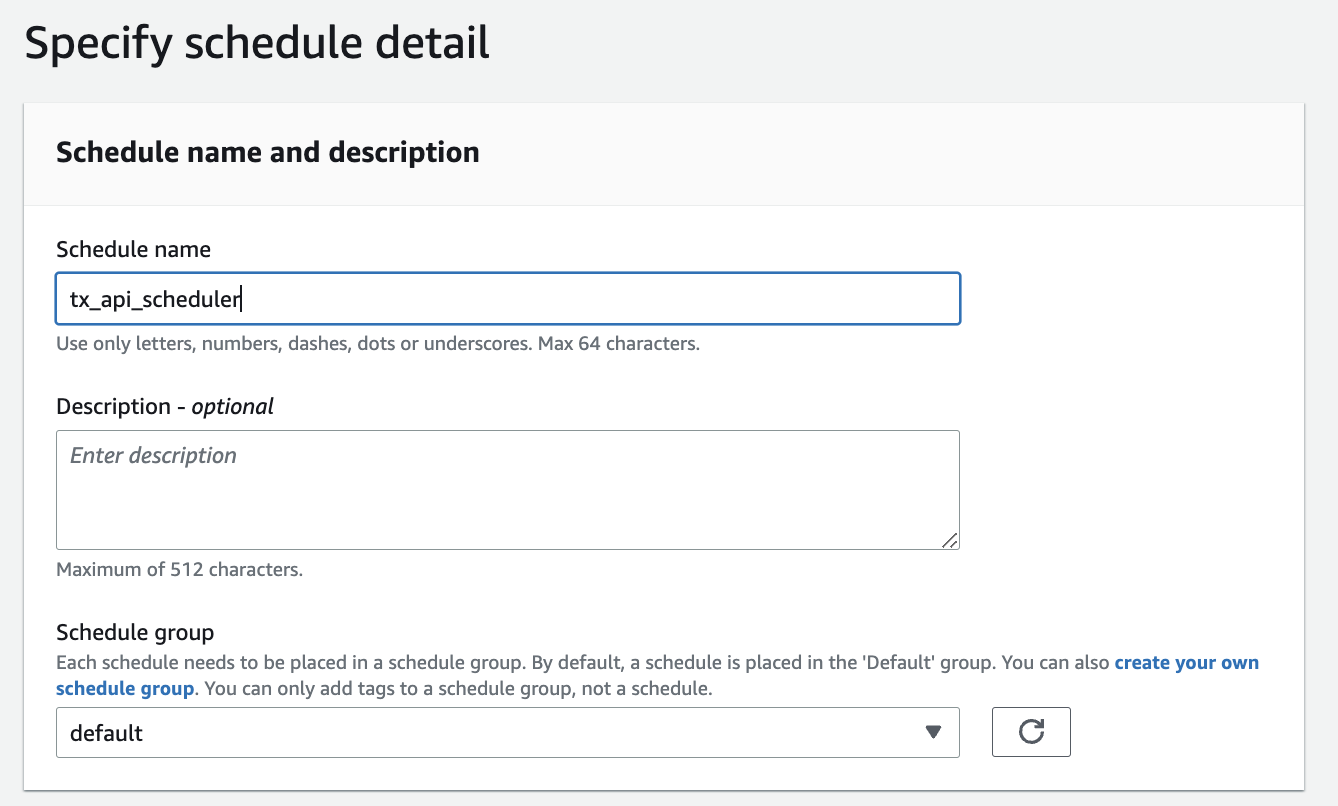 Specify schedule detail
Schedule name and description
Schedule name
tx_api_scheduler
Use only letters, numbers, dashes, dots or underscores. Max 64 characters.
Description - optional
Enter description
Maximum of 512 characters.
Schedule group
Each schedule needs to be placed in a schedule group. By default, a schedule is placed in the 'Default' group. You can also create your own
schedule group. You can only add tags to a schedule group, not a schedule.
default